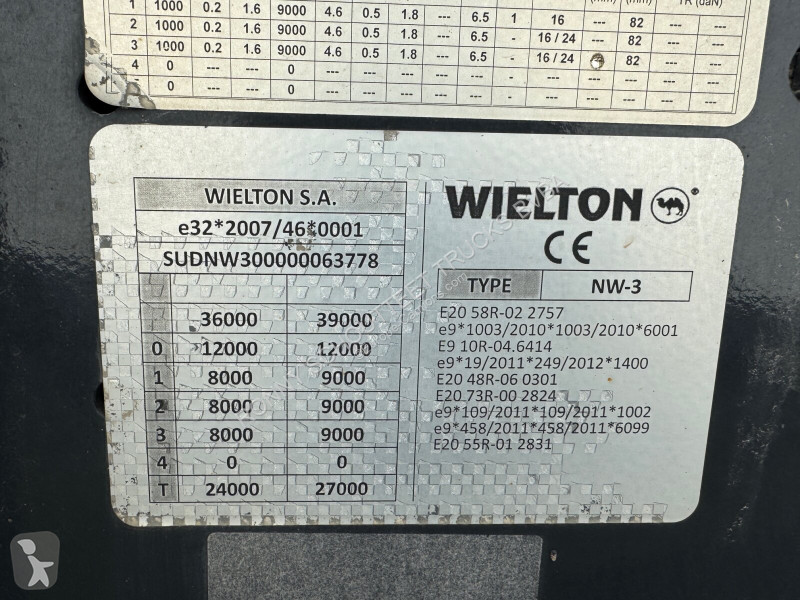 (mm) (mm) TR (daN)
1 1000 0.2 1.6 9000 4.6 0.5 1.8 --- 6.5 1 16 --- 82 --- ---
2 1000 0.2 1.6 9000 4.6 0.5 1.8 --- 6.5 - 16 / 24 --- 82 --- ---
3 1000 0.2 1.6 9000 4.6 0.5 1.8 --- 6.5 - 16 / 24 82 --- ---
4 0 --- --- 0 --- --- --- --- --- - --- --- --- --- ---
--- --- --- --- --- --- --- --- --- - --- --- --- --- ---
WIELTON S.A.
e32*2007/46*0001
SUDNW300000063778
36000 39000
0 12000 12000
1 8000 9000
2 8000 9000
3 8000 9000
4 0 0
T 24000 27000
WIELTON ®
CE
TYPE NW-3
E20 58R-02 2757
e9*1003/2010*1003/2010*6001
E9 10R-04.6414
e9*19/2011*249/2012*1400
E20 48R-06 0301
E20 73R-00 2824
e9*109/2011*109/2011*1002
e9*458/2011*458/2011*6099
E20 55R-01 2831